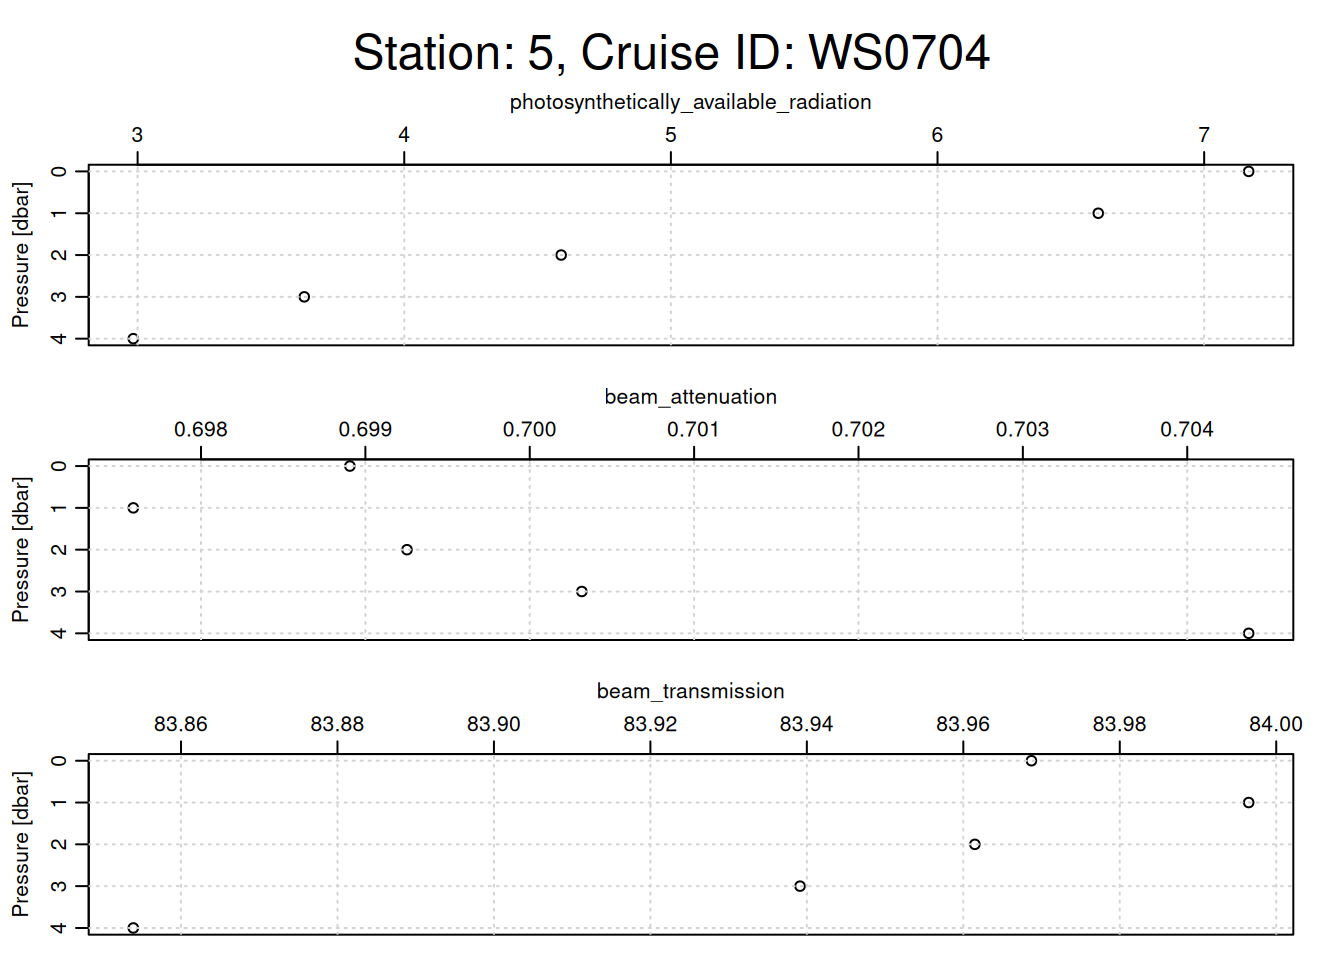 Station: 5, Cruise ID: WS0704
photosynthetically_available_radiation
3 4 5 6 7
Pressure [dbar]
0
1
2
3
4
beam_attenuation
0.698 0.699 0.700 0.701 0.702 0.703 0.704
Pressure [dbar]
0
1
2
3
4
beam_transmission
83.86 83.88 83.90 83.92 83.94 83.96 83.98 84.00
Pressure [dbar]
0
1
2
3
4